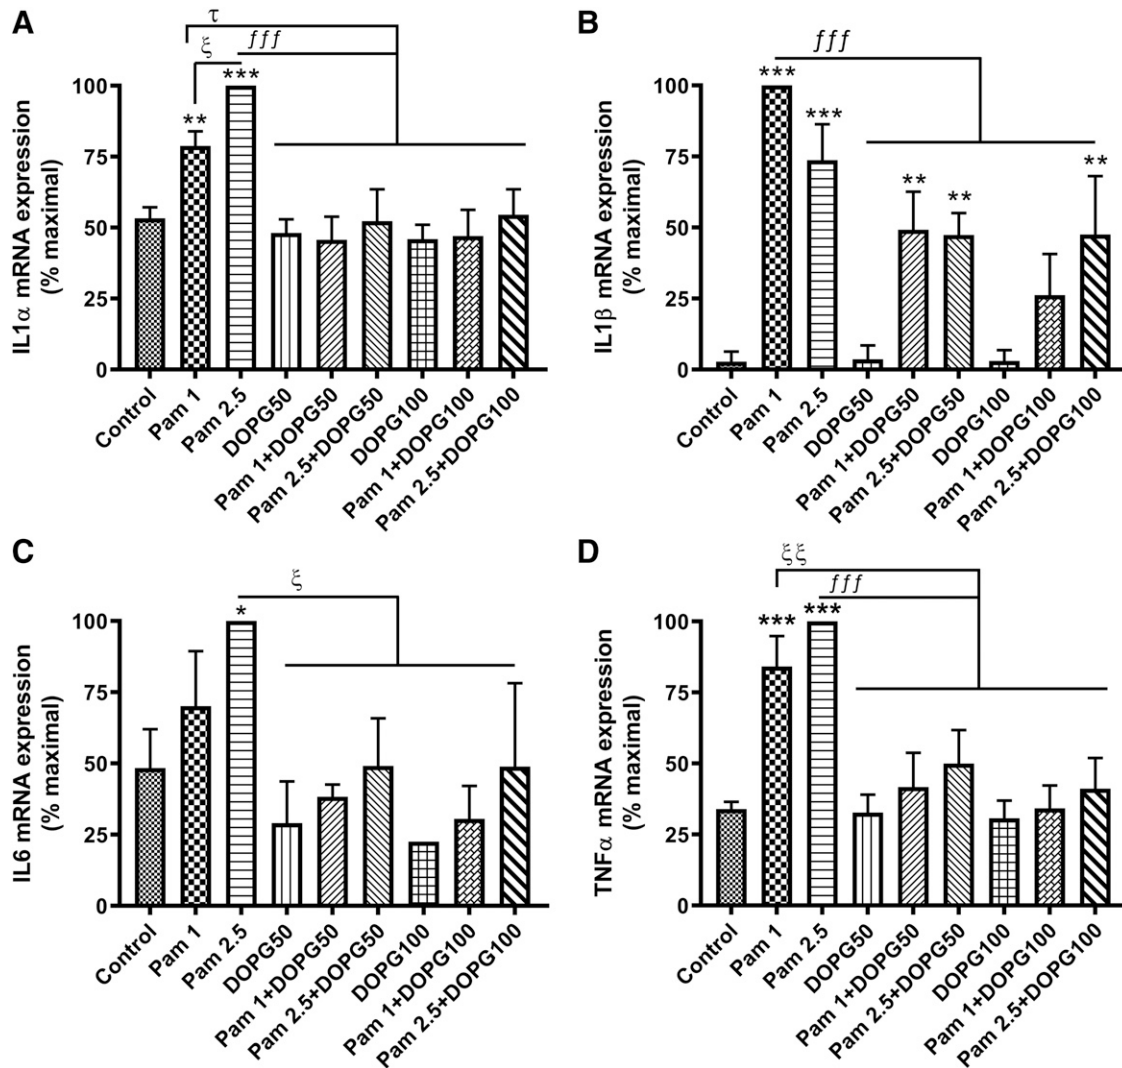 A
τ
ξ
fff
**
***
IL1α mRNA expression
(% maximal)
100
75
50
25
0
Control
Pam 1
Pam 2.5
DOPG50
Pam 1+DOPG50
Pam 2.5+DOPG50
DOPG100
Pam 1+DOPG100
Pam 2.5+DOPG100
B
fff
***
***
**
**
**
IL1β mRNA expression
(% maximal)
100
75
50
25
0
Control
Pam 1
Pam 2.5
DOPG50
Pam 1+DOPG50
Pam 2.5+DOPG50
DOPG100
Pam 1+DOPG100
Pam 2.5+DOPG100
C
ξ
*
IL6 mRNA expression
(% maximal)
100
75
50
25
0
Control
Pam 1
Pam 2.5
DOPG50
Pam 1+DOPG50
Pam 2.5+DOPG50
DOPG100
Pam 1+DOPG100
Pam 2.5+DOPG100
D
ξξ
fff
***
***
TNFα mRNA expression
(% maximal)
100
75
50
25
0
Control
Pam 1
Pam 2.5
DOPG50
Pam 1+DOPG50
Pam 2.5+DOPG50
DOPG100
Pam 1+DOPG100
Pam 2.5+DOPG100